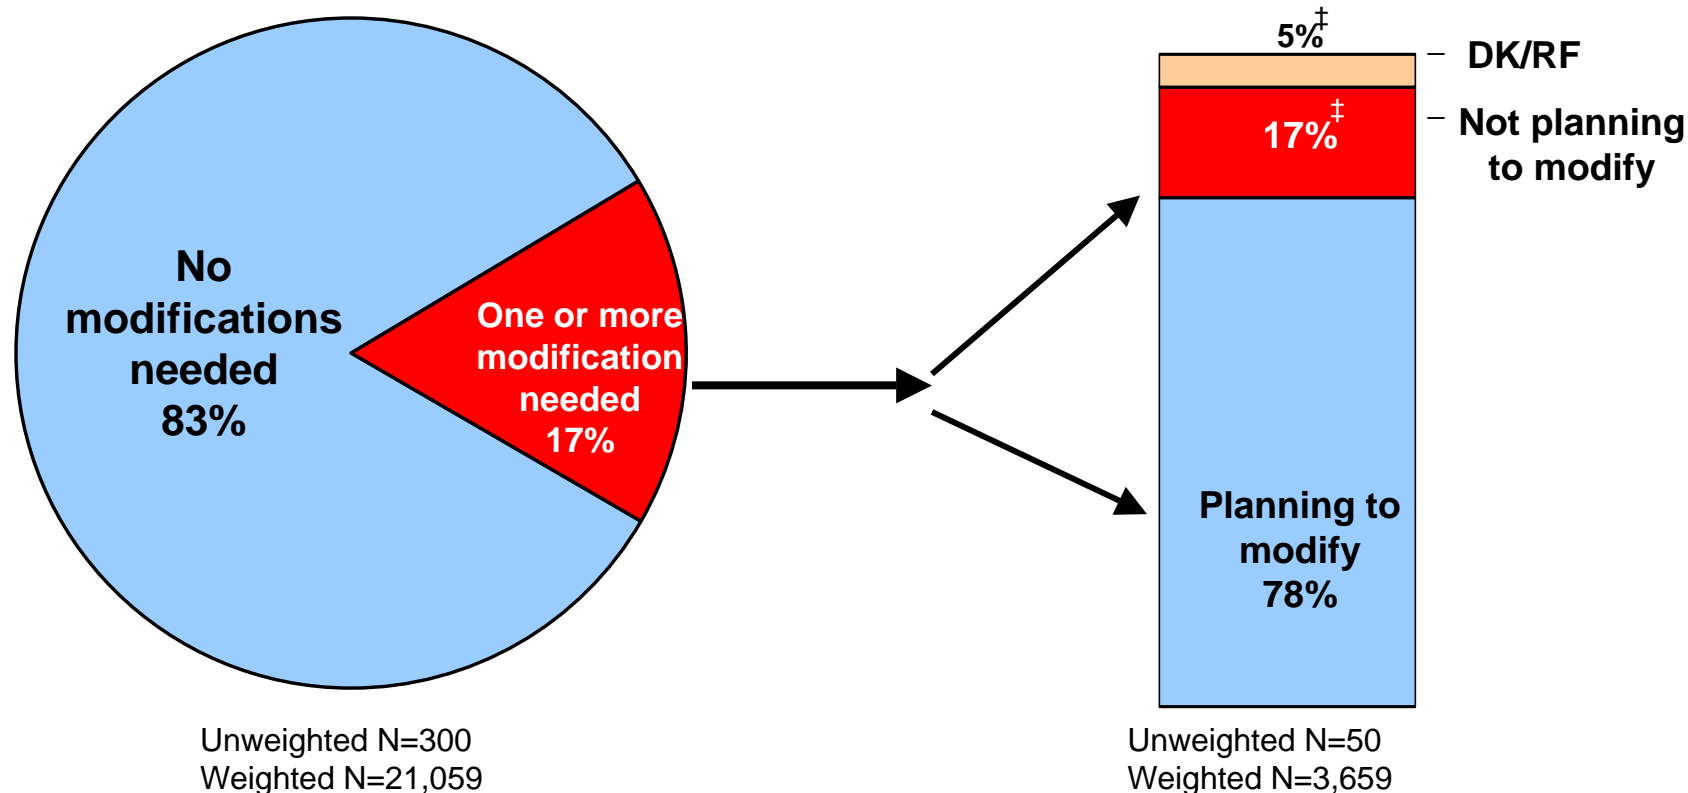 No
modifications
needed
83%
One or more
modification
needed
17%
Unweighted N=300
Weighted N=21,059
5%‡
DK/RF
17%‡
Not planning
to modify
Planning to
modify
78%
Unweighted N=50
Weighted N=3,659